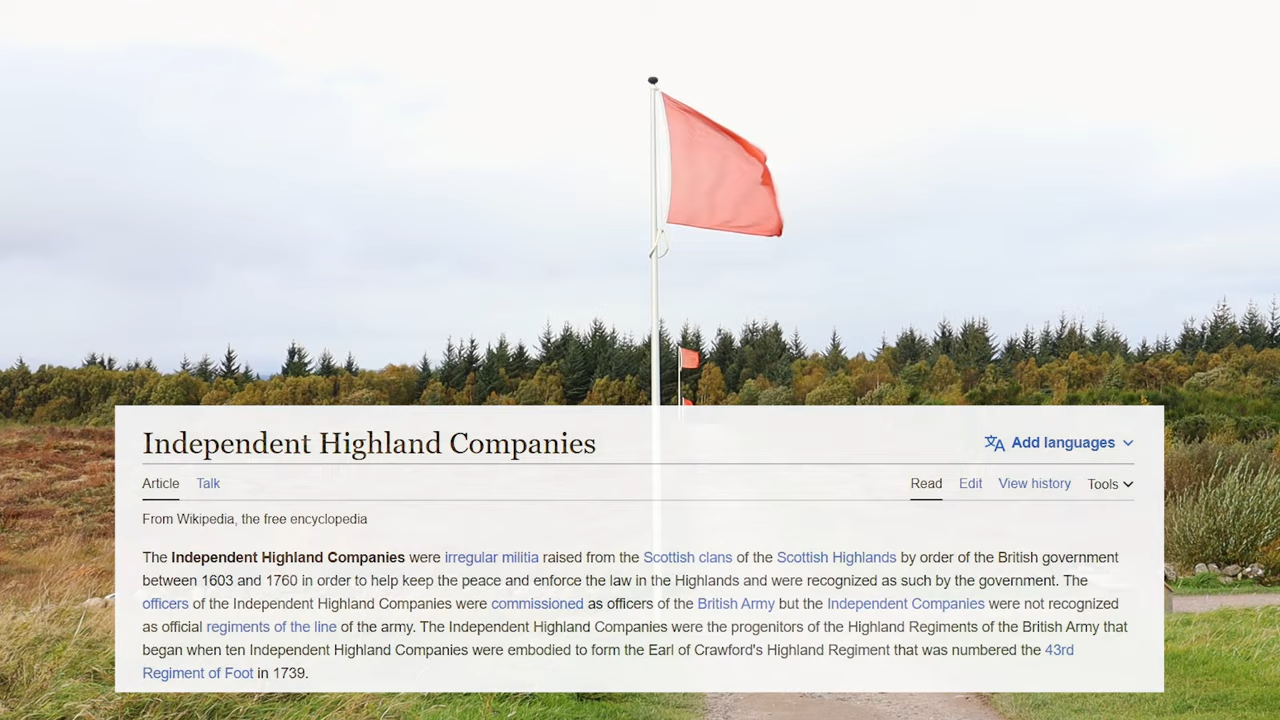 Independent Highland Companies
Add languages
Article Talk Read Edit View history Tools
From Wikipedia, the free encyclopedia
The Independent Highland Companies were irregular militia raised from the Scottish clans of the Scottish Highlands by order of the British government
between 1603 and 1760 in order to help keep the peace and enforce the law in the Highlands and were recognized as such by the government. The
officers of the Independent Highland Companies were commissioned as officers of the British Army but the Independent Companies were not recognized
as official regiments of the line of the army. The Independent Highland Companies were the progenitors of the Highland Regiments of the British Army that
began when ten Independent Highland Companies were embodied to form the Earl of Crawford's Highland Regiment that was numbered the 43rd
Regiment of Foot in 1739.